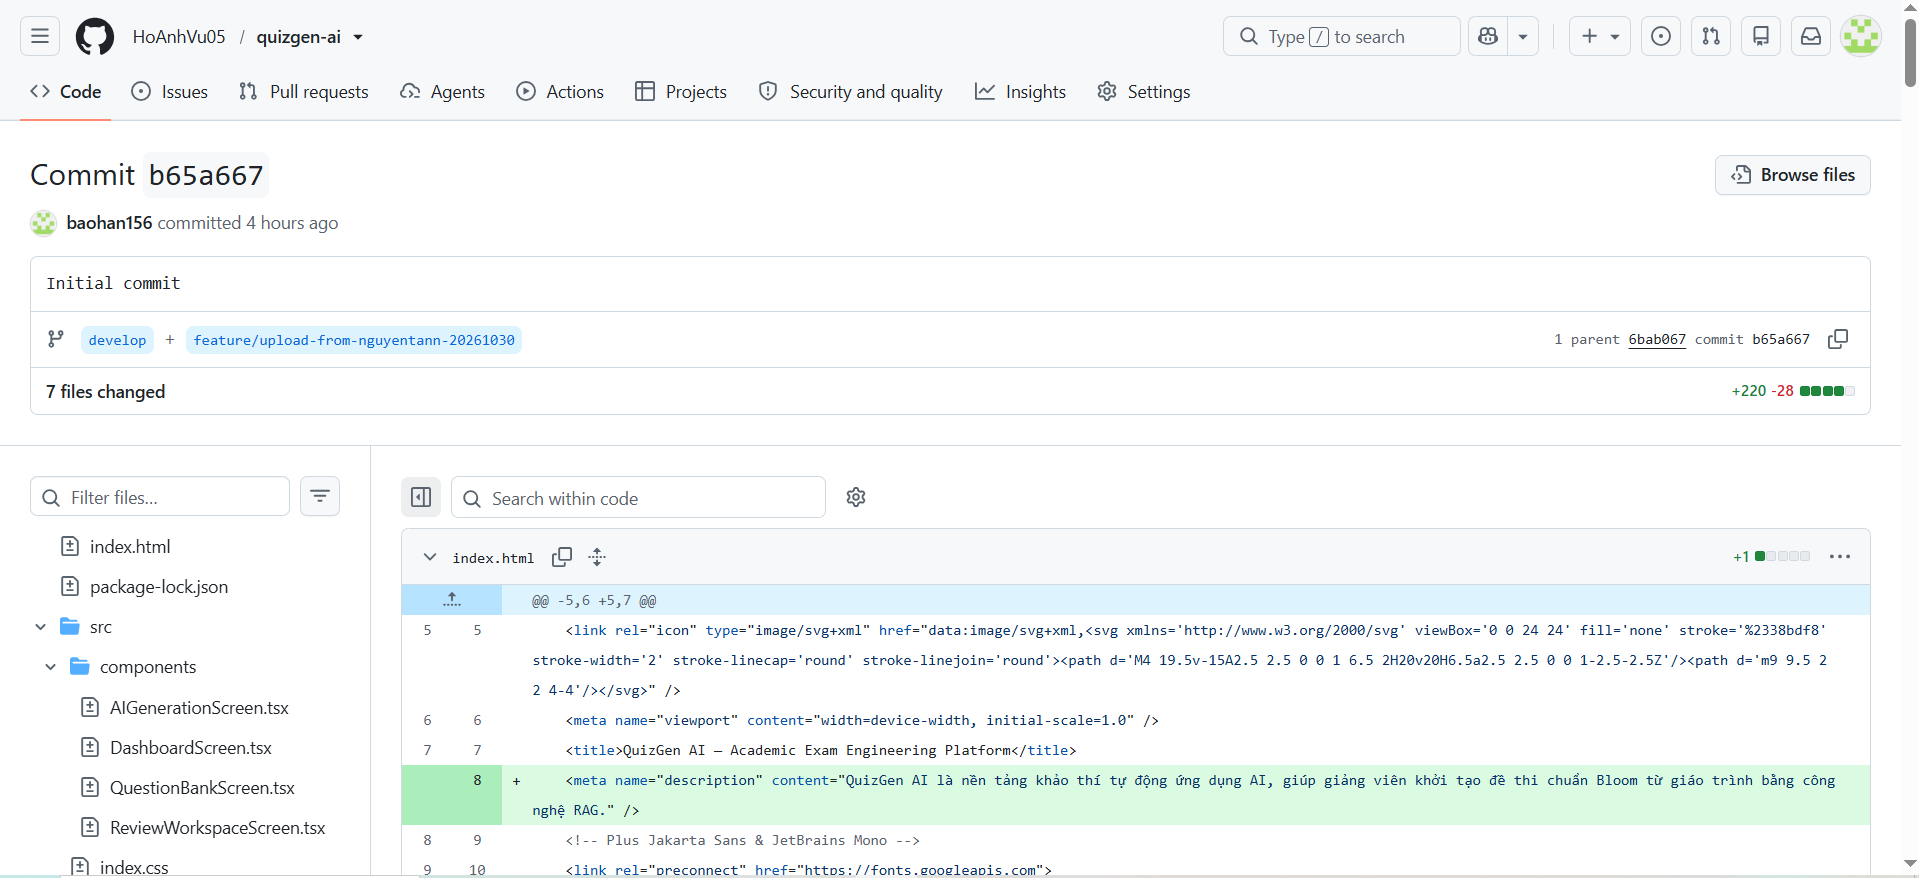 HoAnhVu05 / quizgen-ai
Type / to search
Code
Issues
Pull requests
Agents
Actions
Projects
Security and quality
Insights
Settings
Commit b65a667
Browse files
baohan156 committed 4 hours ago
Initial commit
develop + feature/upload-from-nguyentann-20261030
1 parent 6bab067 commit b65a667
7 files changed
+220 -28
Filter files...
Search within code
index.html
package-lock.json
src
components
AIGenerationScreen.tsx
DashboardScreen.tsx
QuestionBankScreen.tsx
ReviewWorkspaceScreen.tsx
index.css
index.html
+1
@@ -5,6 +5,7 @@
5 5 <link rel="icon" type="image/svg+xml" href="data:image/svg+xml,<svg xmlns='http://www.w3.org/2000/svg' viewBox='0 0 24 24' fill='none' stroke='%2338bdf8'
stroke-width='2' stroke-linecap='round' stroke-linejoin='round'><path d='M4 19.5v-15A2.5 2.5 0 0 1 6.5 2H20v20H6.5a2.5 2.5 0 0 1-2.5-2.5Z'/><path d='m9 9.5 2
2 4-4'/></svg>" />
6 6 <meta name="viewport" content="width=device-width, initial-scale=1.0" />
7 7 <title>QuizGen AI — Academic Exam Engineering Platform</title>
8 + <meta name="description" content="QuizGen AI là nền tảng khảo thí tự động ứng dụng AI, giúp giảng viên khởi tạo đề thi chuẩn Bloom từ giáo trình bằng công
nghệ RAG." />
8 9 <!-- Plus Jakarta Sans & JetBrains Mono -->
9 10 <link rel="preconnect" href="https://fonts.googleapis.com">